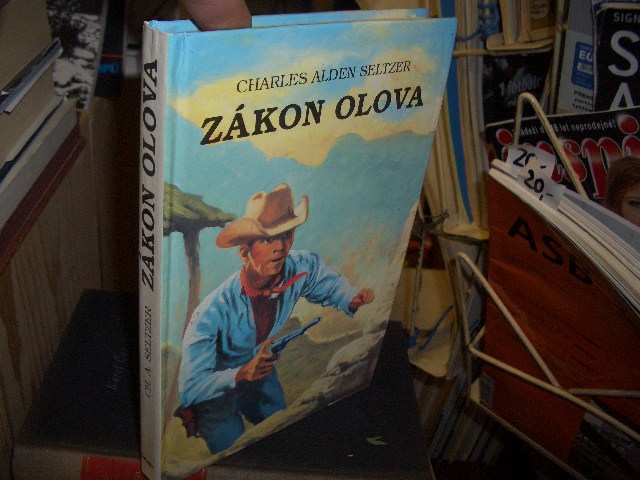 CHARLES ALDEN SELTZER
ZÁKON OLOVA
ZÁKON OLOVA
CH. A. SELTZER
ASB